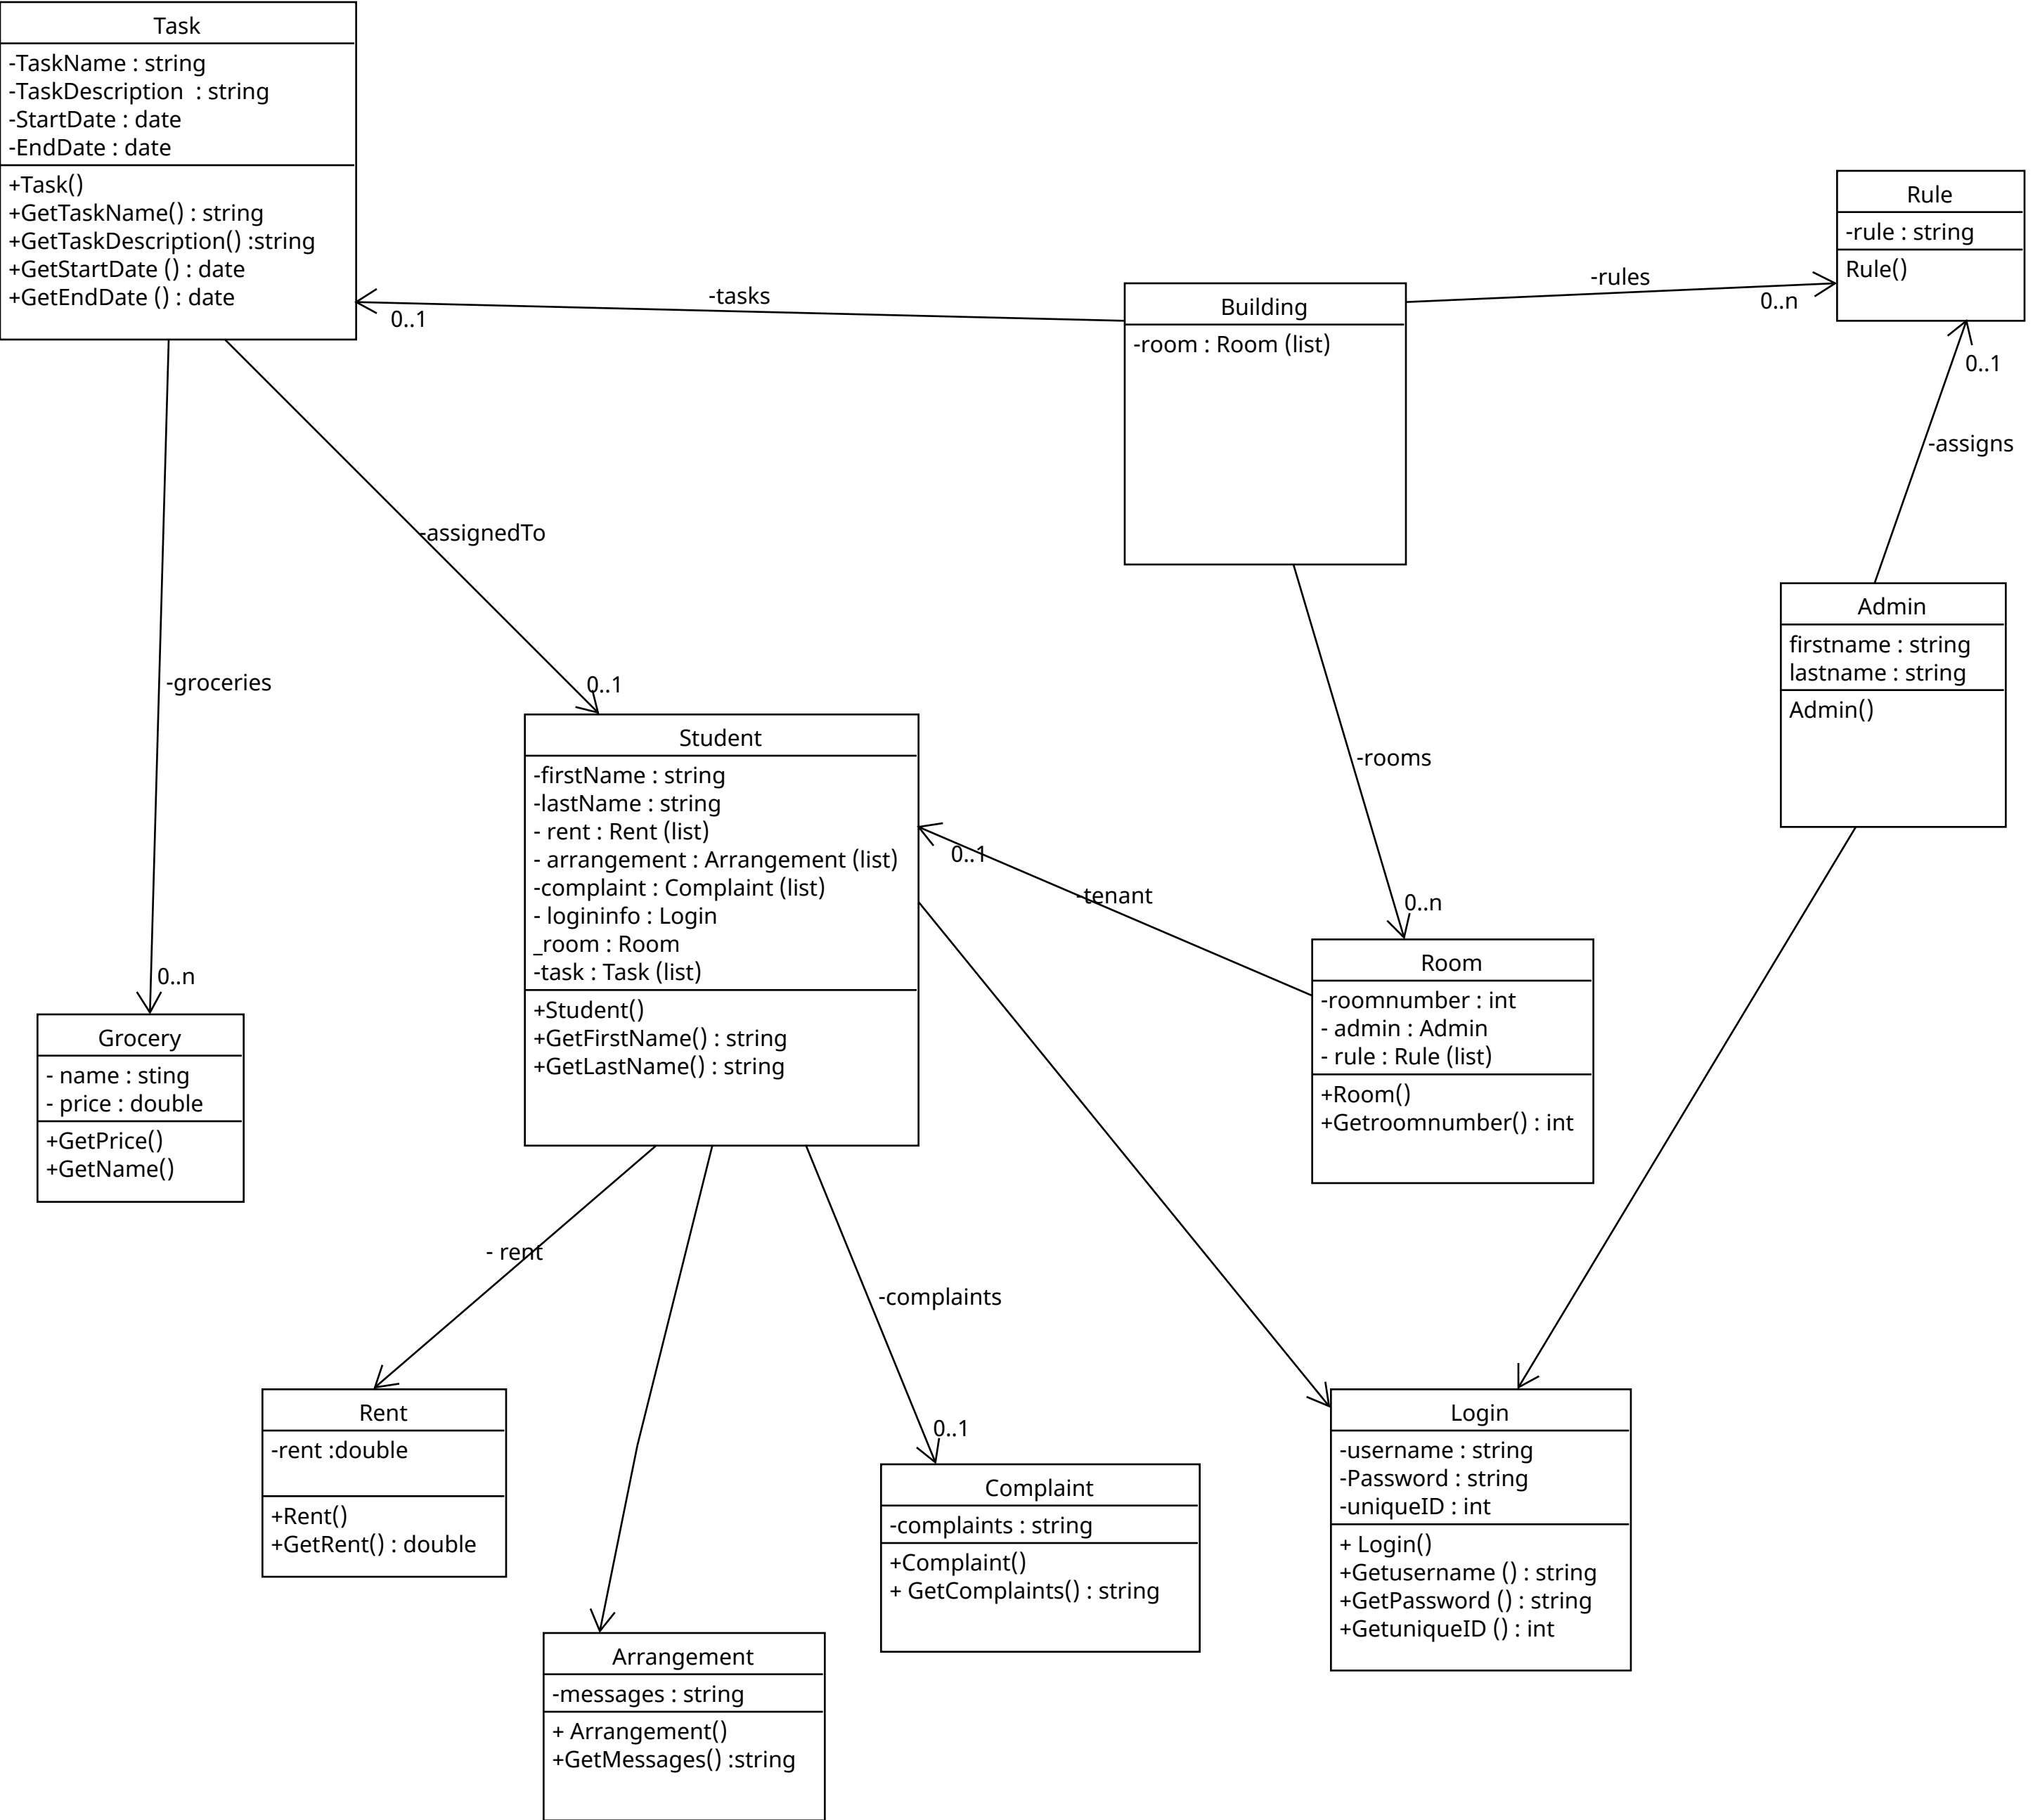 Task
-TaskName : string
-TaskDescription  : string
-StartDate : date
-EndDate : date
+Task()
+GetTaskName() : string
+GetTaskDescription() :string
+GetStartDate () : date
+GetEndDate () : date
-tasks
0..1
Building
-room : Room (list)
-rules
0..n
Rule
-rule : string
Rule()
0..1
-assigns
Admin
firstname : string
lastname : string
Admin()
-assignedTo
0..1
-groceries
0..n
Grocery
- name : sting
- price : double
+GetPrice()
+GetName()
Student
-firstName : string
-lastName : string
- rent : Rent (list)
- arrangement : Arrangement (list)
-complaint : Complaint (list)
- logininfo : Login
_room : Room
-task : Task (list)
+Student()
+GetFirstName() : string
+GetLastName() : string
0..1
-tenant
-rooms
0..n
Room
-roomnumber : int
- admin : Admin
- rule : Rule (list)
+Room()
+Getroomnumber() : int
- rent
-complaints
0..1
Rent
-rent :double
+Rent()
+GetRent() : double
Arrangement
-messages : string
+ Arrangement()
+GetMessages() :string
Complaint
-complaints : string
+Complaint()
+ GetComplaints() : string
Login
-username : string
-Password : string
-uniqueID : int
+ Login()
+Getusername () : string
+GetPassword () : string
+GetuniqueID () : int